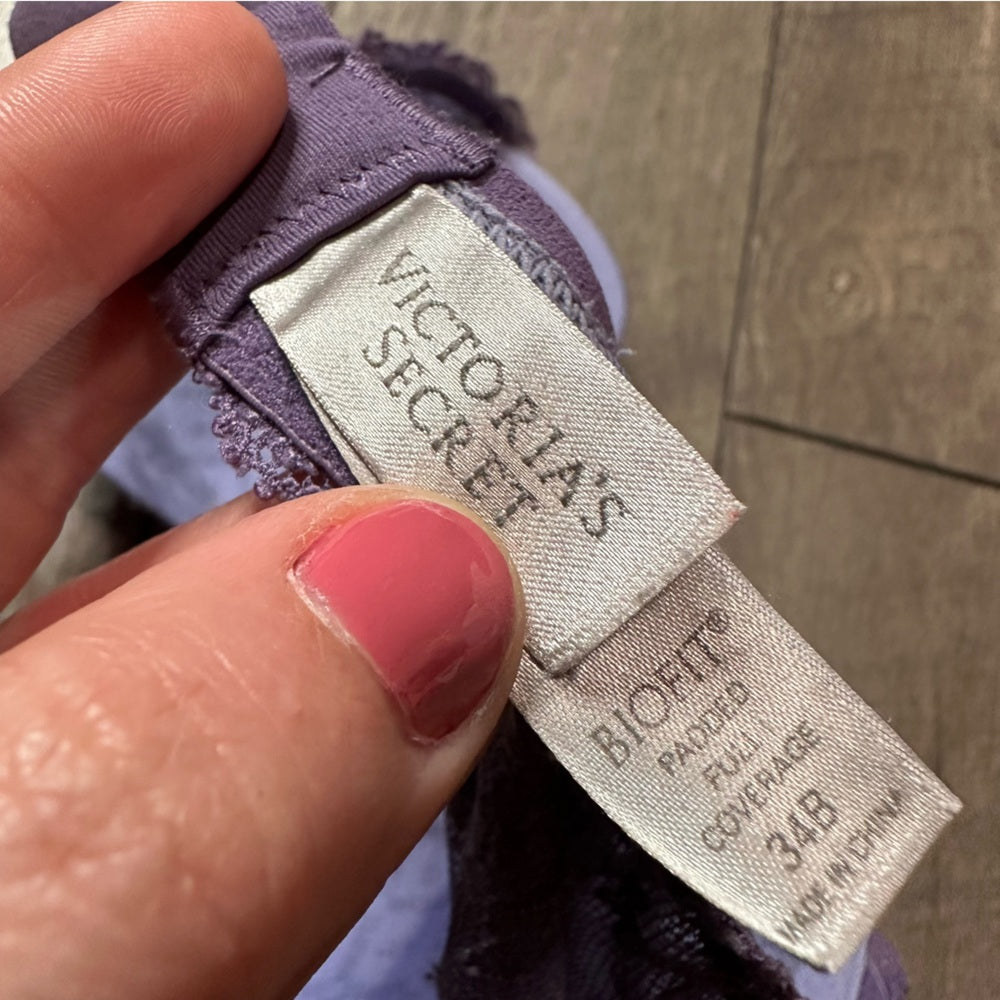 VICTORIA'S
SECRET
BIOFIT®
PADDED
FULL
COVERAGE
34B
MADE IN CHINA